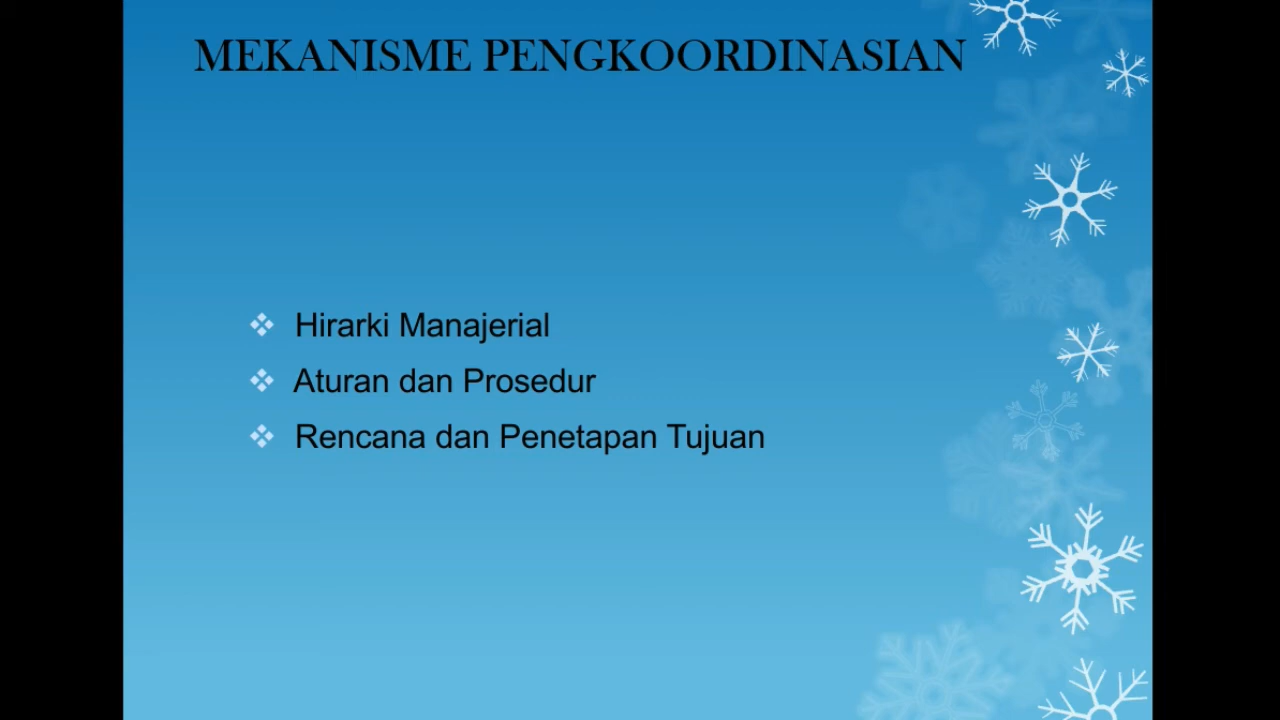 MEKANISME PENGKOORDINASIAN
Hirarki Manajerial
Aturan dan Prosedur
Rencana dan Penetapan Tujuan